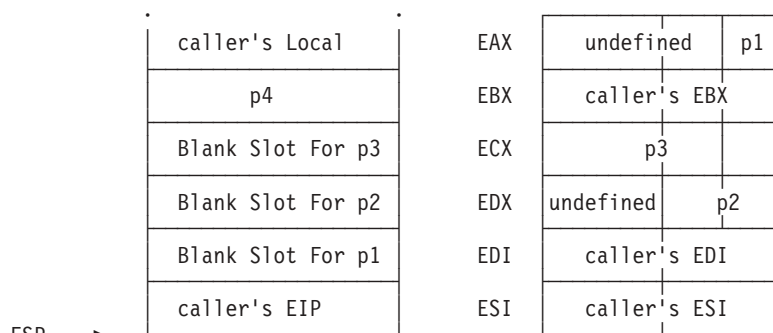 caller's Local EAX undefined p1
p4 EBX caller's EBX
Blank Slot For p3 ECX p3
Blank Slot For p2 EDX undefined p2
Blank Slot For p1 EDI caller's EDI
caller's EIP ESI caller's ESI
ESP